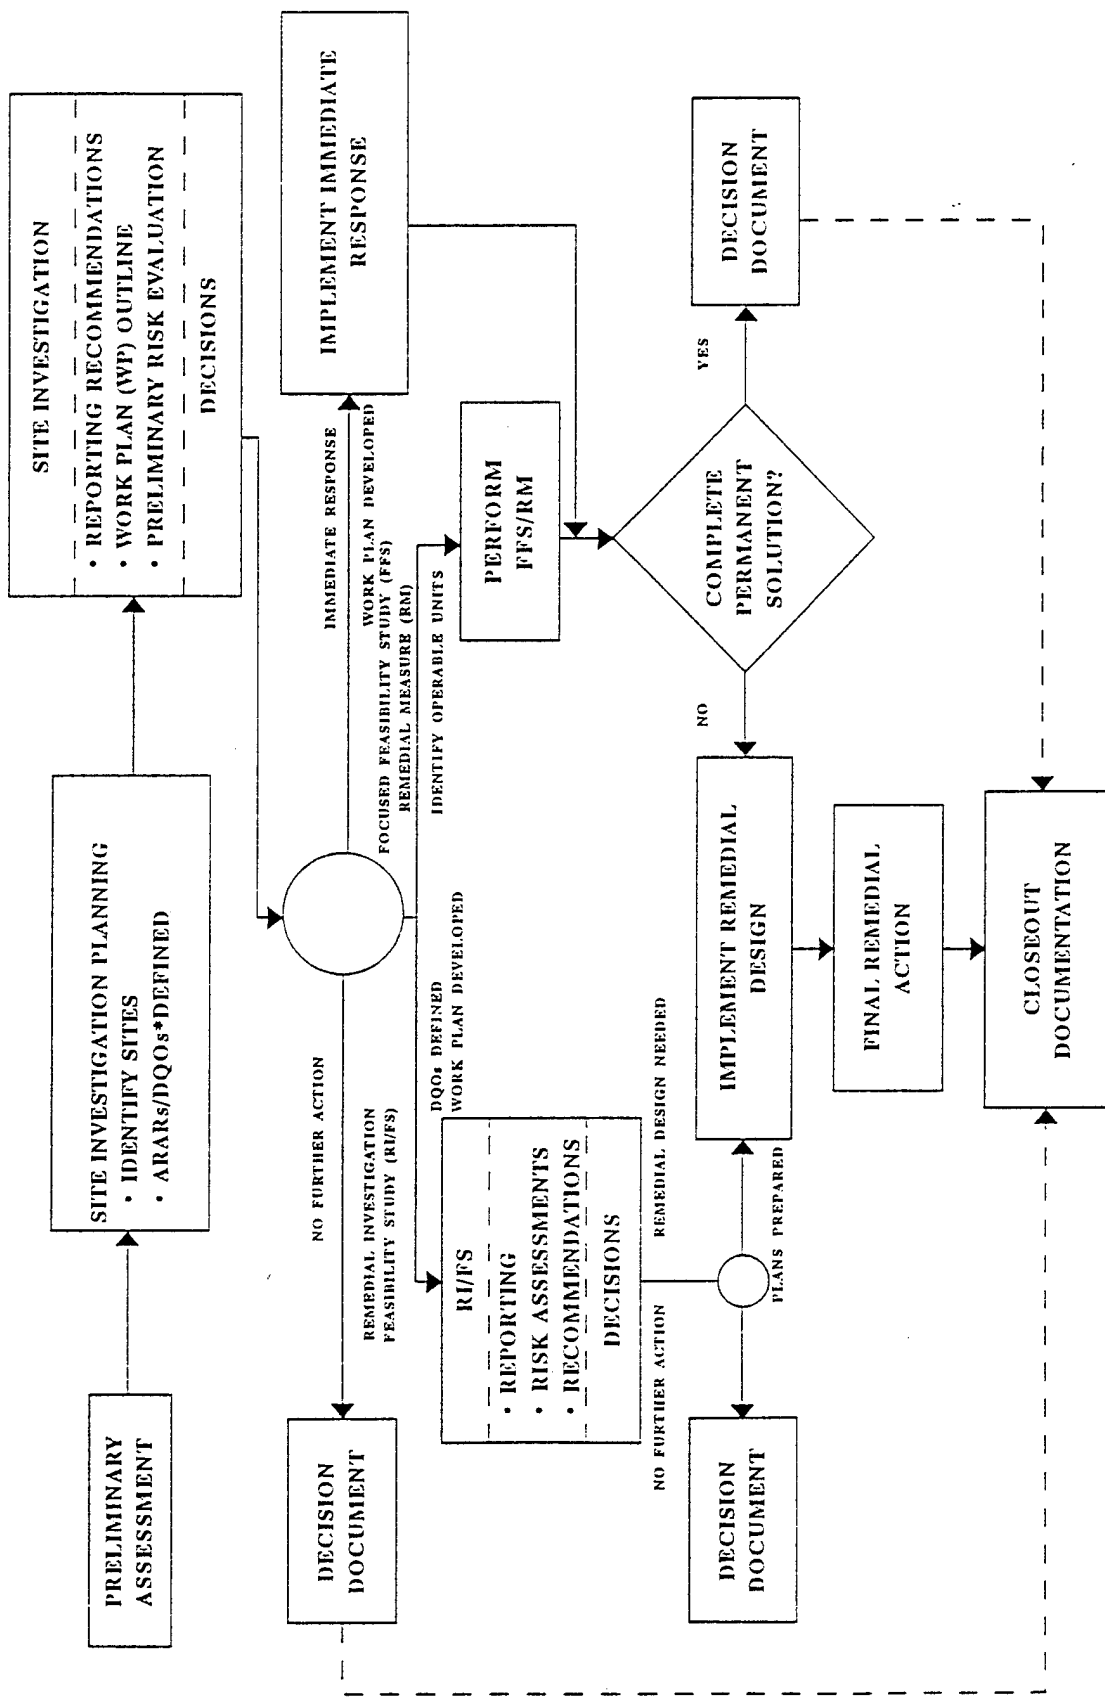 PRELIMINARY
ASSESSMENT
SITE INVESTIGATION PLANNING
• IDENTIFY SITES
• ARARs/DQOs*DEFINED
SITE INVESTIGATION
• REPORTING RECOMMENDATIONS
• WORK PLAN (WP) OUTLINE
• PRELIMINARY RISK EVALUATION
DECISIONS
DECISION
DOCUMENT
NO FURTHER ACTION
IMMEDIATE RESPONSE
IMPLEMENT IMMEDIATE
RESPONSE
REMEDIAL INVESTIGATION
FEASIBILITY STUDY (RI/FS)
WORK PLAN DEVELOPED
FOCUSED FEASIBILITY STUDY (FFS)
REMEDIAL MEASURE (RM)
DQOs DEFINED
WORK PLAN DEVELOPED
IDENTIFY OPERABLE UNITS
RI/FS
• REPORTING
• RISK ASSESSMENTS
• RECOMMENDATIONS
DECISIONS
PERFORM
FFS/RM
NO FURTHER ACTION
REMEDIAL DESIGN NEEDED
NO
YES
COMPLETE
PERMANENT
SOLUTION?
DECISION
DOCUMENT
PLANS PREPARED
IMPLEMENT REMEDIAL
DESIGN
DECISION
DOCUMENT
FINAL REMEDIAL
ACTION
CLOSEOUT
DOCUMENTATION